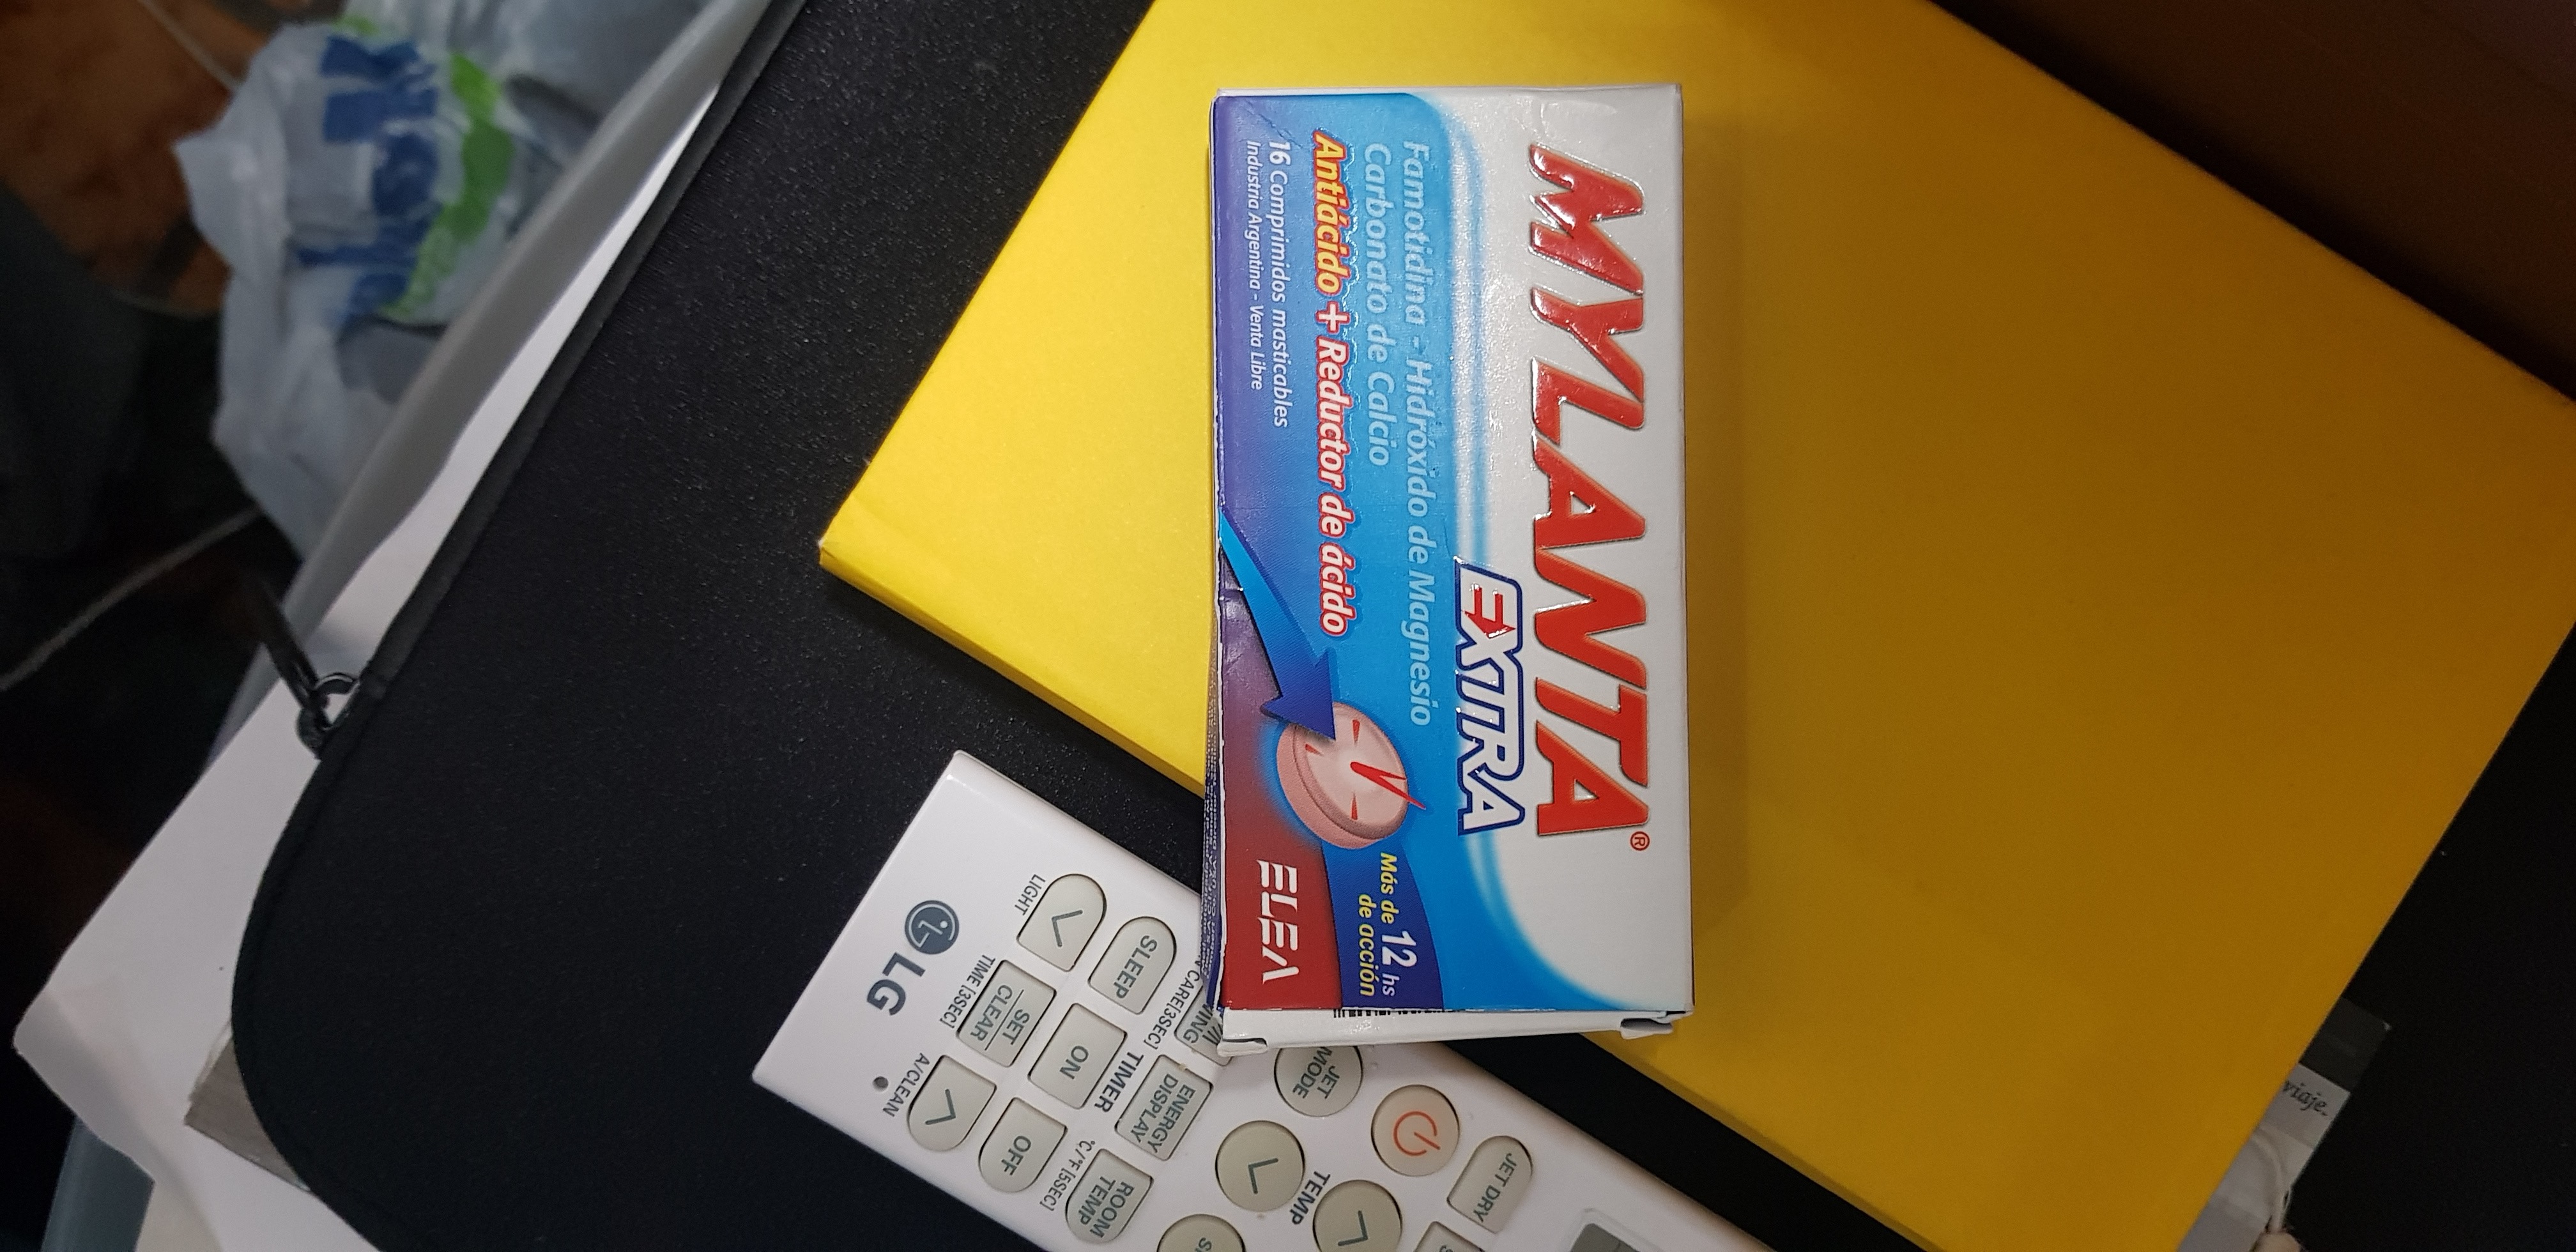 MYLANTA®
EXTRA
Famotidina - Hidróxido de Magnesio
Carbonato de Calcio
Antiácido + Reductor de ácido
16 Comprimidos masticables
Industria Argentina - Venta Libre
Más de 12 hs
de acción
ELEA
JET DRY
JET
MODE
TEMP
ENERGY
DISPLAY
ROOM
TEMP
°C/°F [5SEC]
TIMER
SLEEP
ON
OFF
LIGHT
SET
CLEAR
TIME [3SEC]
A/CLEAN
LG
viaje,